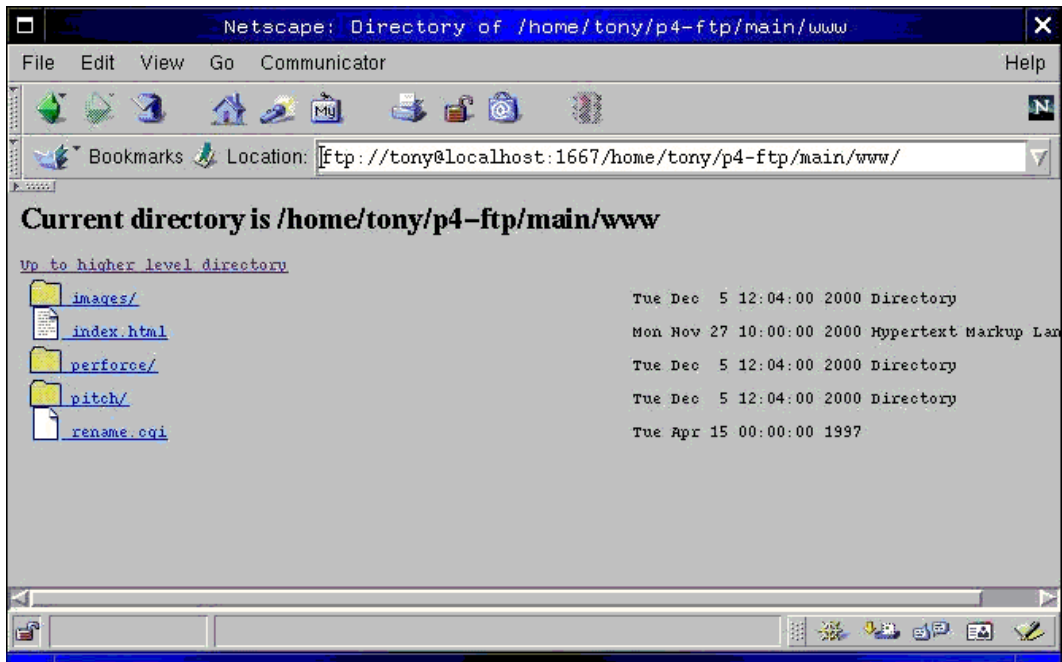 Netscape: Directory of /home/tony/p4-ftp/main/www
File Edit View Go Communicator Help
My
N
Bookmarks Location: ftp://tony@localhost:1667/home/tony/p4-ftp/main/www/
Current directory is /home/tony/p4-ftp/main/www
Up to higher level directory
images/ Tue Dec 5 12:04:00 2000 Directory
index.html Mon Nov 27 10:00:00 2000 Hypertext Markup Lan
perforce/ Tue Dec 5 12:04:00 2000 Directory
pitch/ Tue Dec 5 12:04:00 2000 Directory
rename.cgi Tue Apr 15 00:00:00 1997